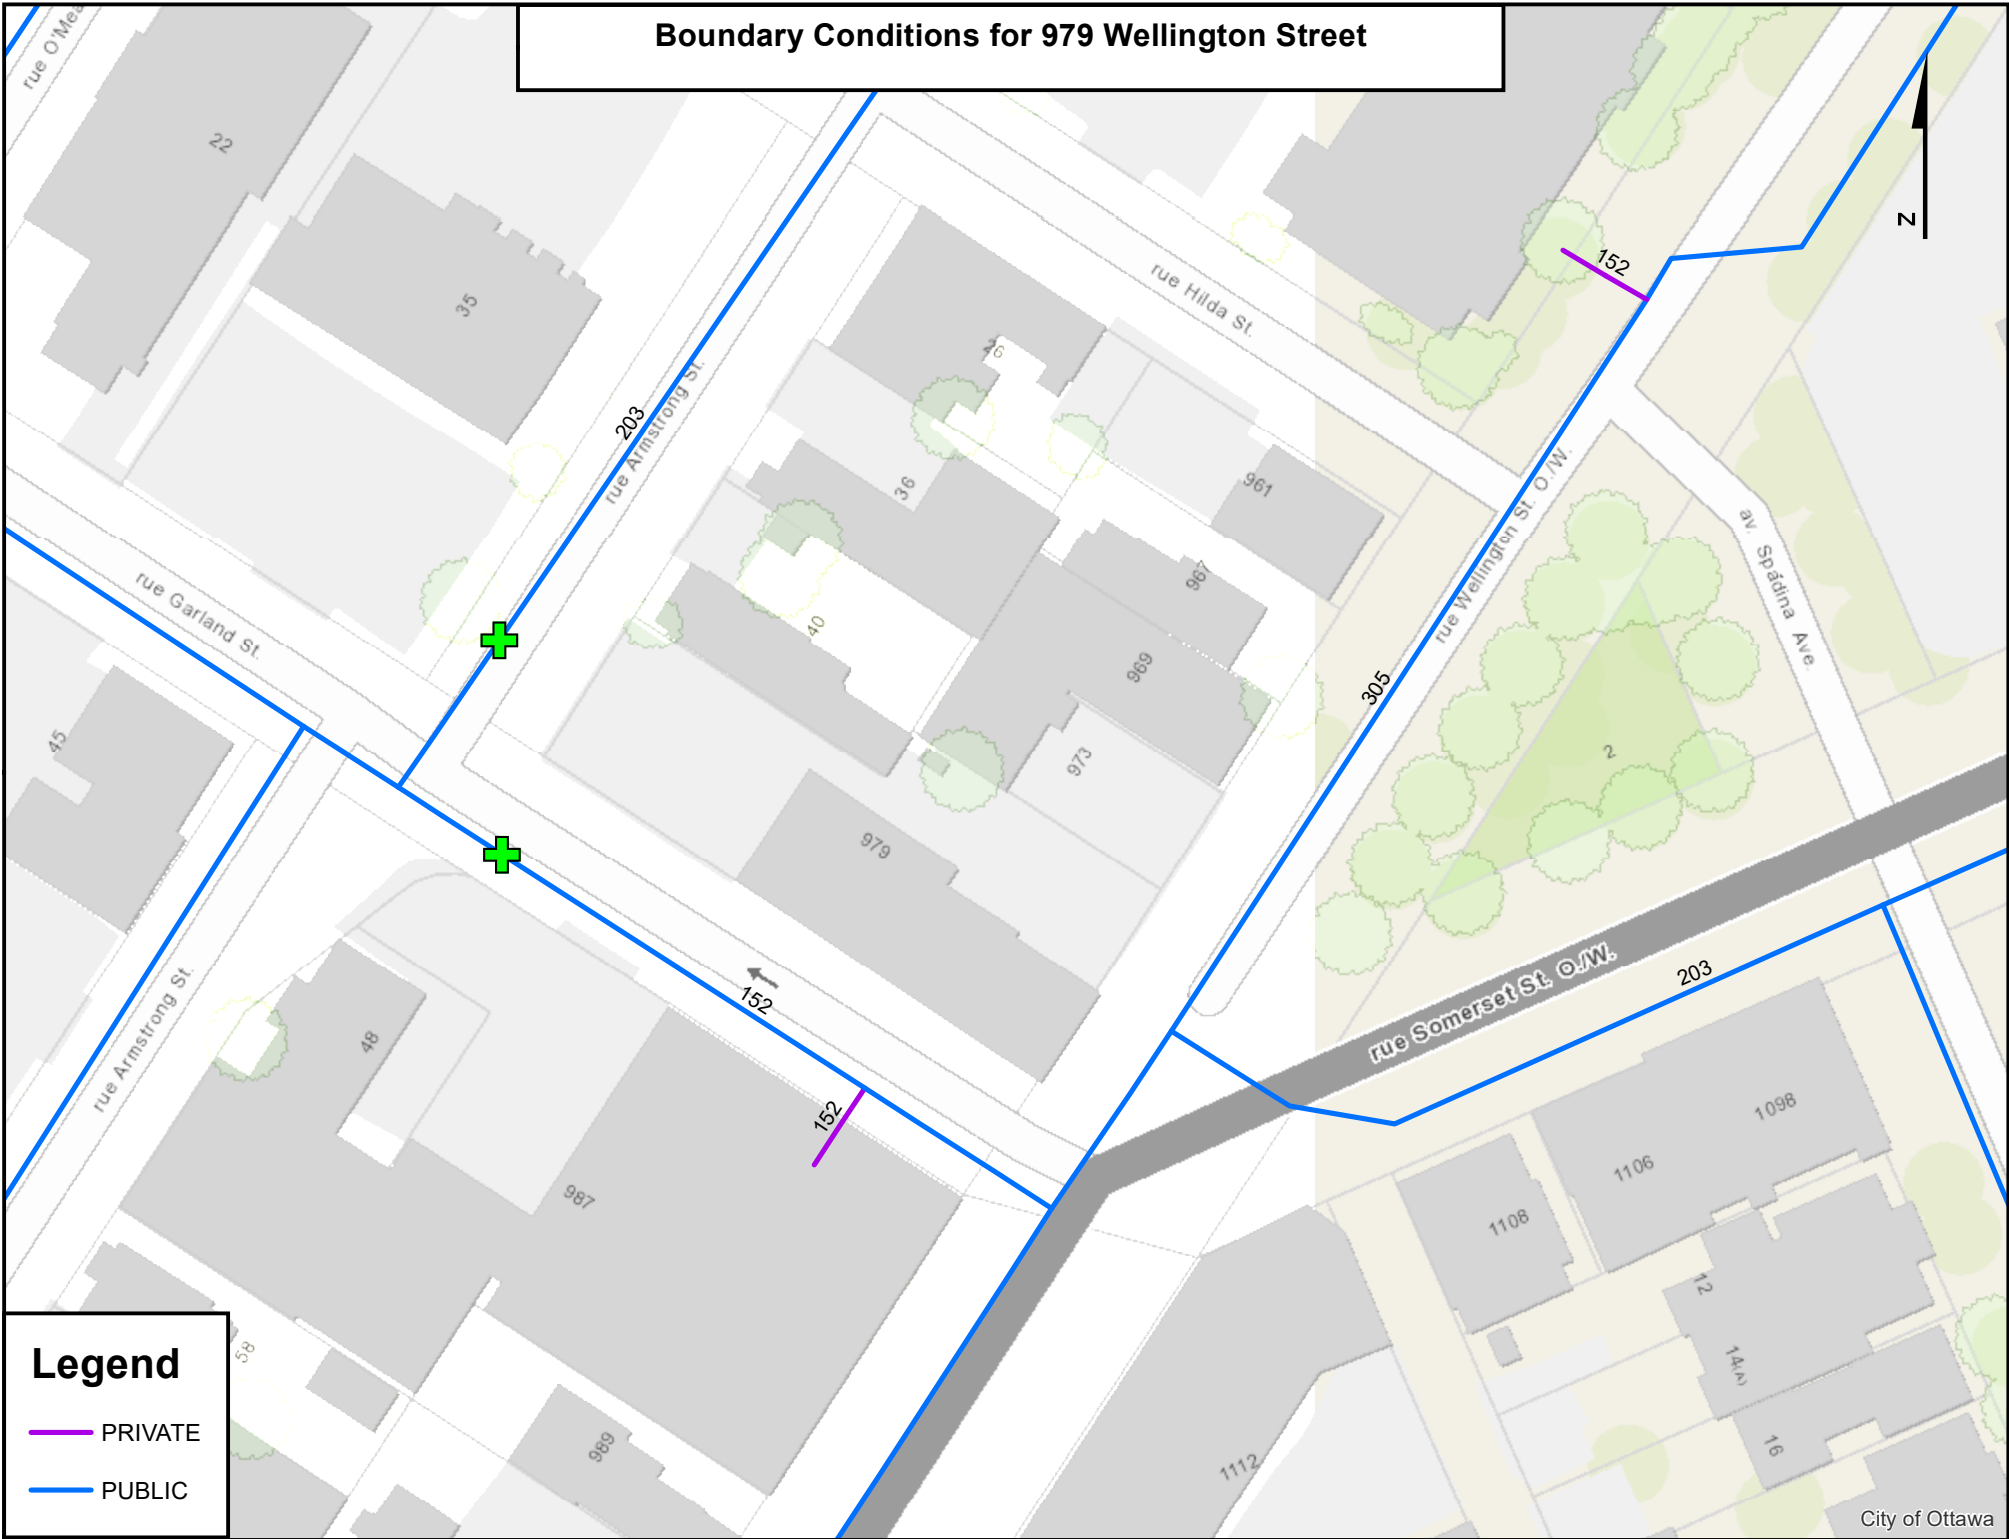 Boundary Conditions for 979 Wellington Street
rue O'Mea
22
35
203
rue Armstrong St.
rue Hilda St.
152
26
36
961
967
40
969
973
979
rue Garland St.
45
rue Wellington St. O./W.
305
av. Spadina Ave.
2
N
rue Somerset St. O./W.
203
152
152
rue Armstrong St.
48
987
58
989
1098
1106
1108
12
14(A)
16
1112
Legend
PRIVATE
PUBLIC
City of Ottawa